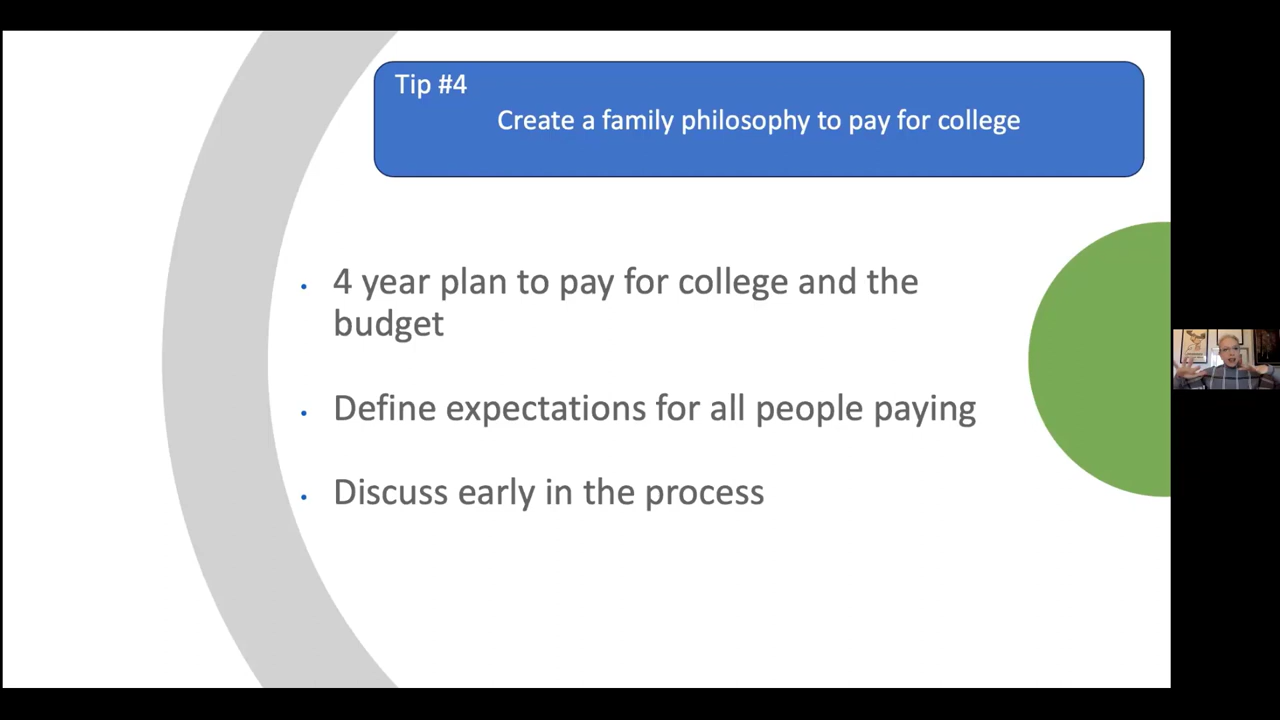 Tip #4
Create a family philosophy to pay for college
4 year plan to pay for college and the
budget
Define expectations for all people paying
Discuss early in the process